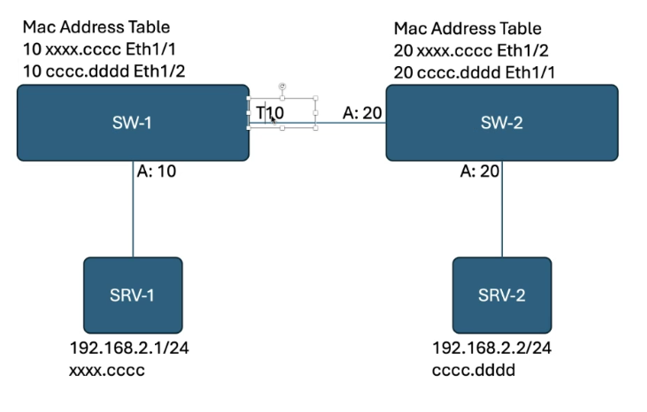 Mac Address Table
10 xxxx.cccc Eth1/1
10 cccc.dddd Eth1/2
Mac Address Table
20 xxxx.cccc Eth1/2
20 cccc.dddd Eth1/1
SW-1
T10
A: 20
SW-2
A: 10
A: 20
SRV-1
SRV-2
192.168.2.1/24
xxxx.cccc
192.168.2.2/24
cccc.dddd